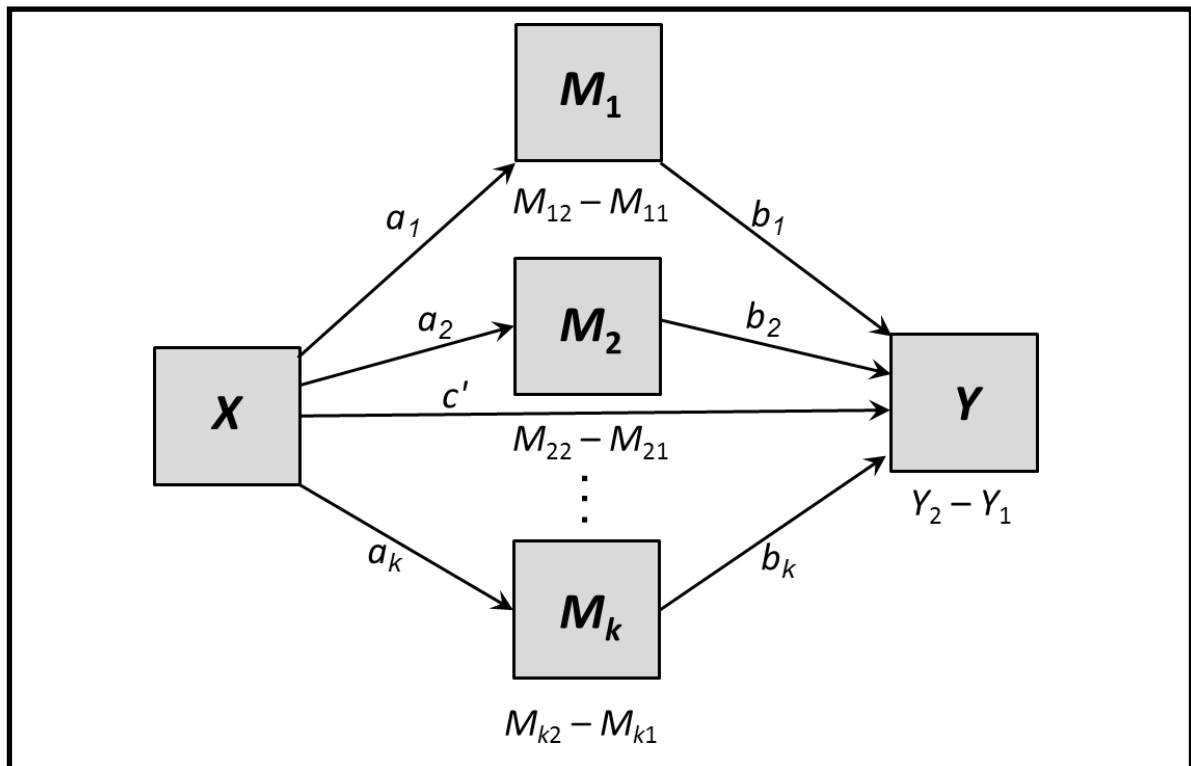 M₁
M₁₂ – M₁₁
a₁
b₁
M₂
a₂
b₂
X
c'
Y
M₂₂ – M₂₁
⋮
Y₂ – Y₁
aₖ
bₖ
Mₖ
Mₖ₂ – Mₖ₁